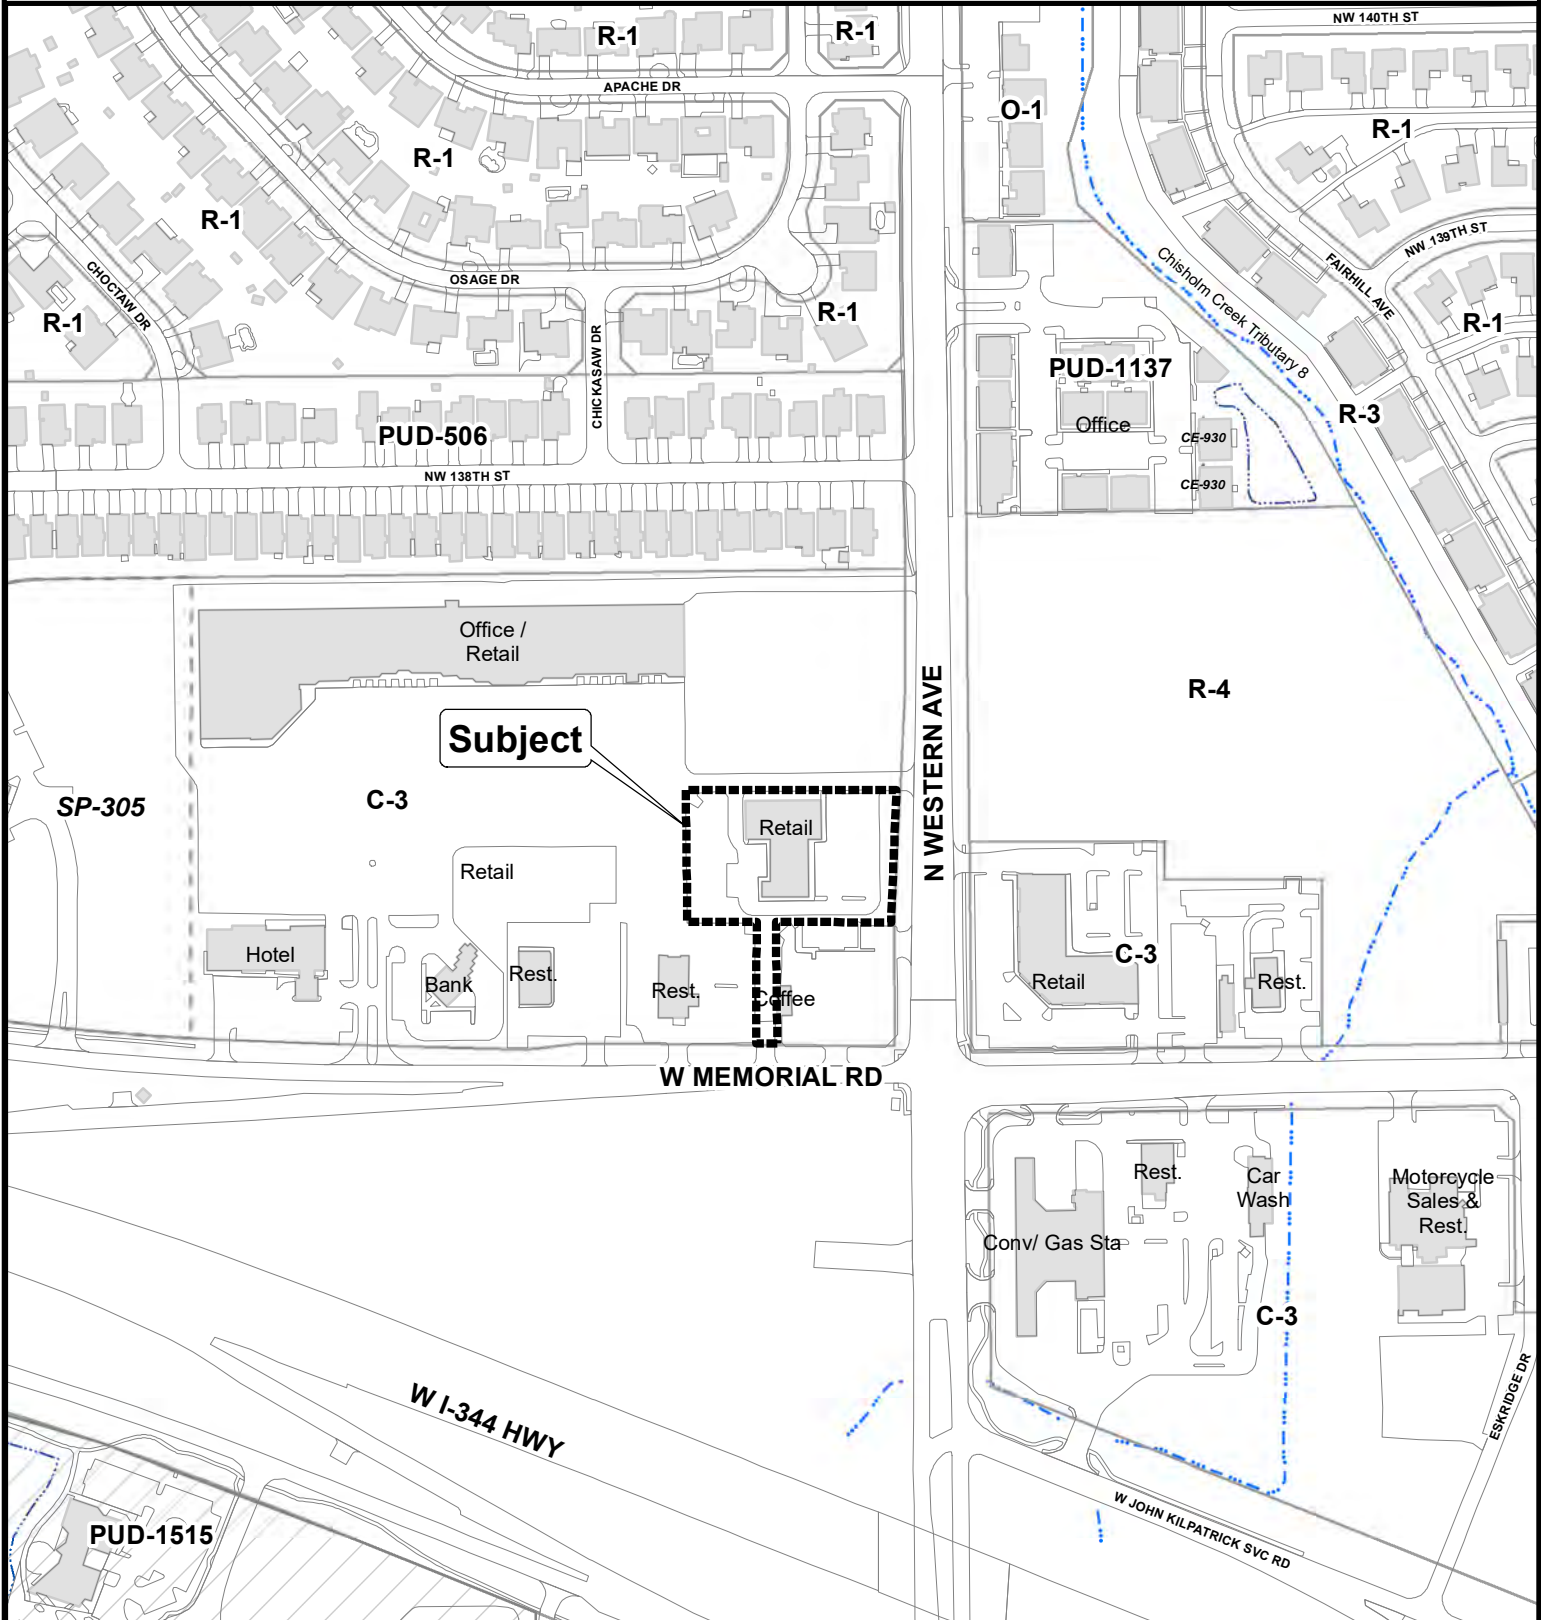 NW 140TH ST
R-1
R-1
APACHE DR
O-1
R-1
R-1
R-1
NW 139TH ST
CHOCTAW DR
OSAGE DR
Chisholm Creek Tributary 8
FAIRHILL AVE
R-1
R-1
R-1
CHICKASAW DR
PUD-1137
Office
R-3
PUD-506
CE-930
NW 138TH ST
CE-930
Office /
Retail
N WESTERN AVE
R-4
Subject
SP-305
C-3
Retail
Retail
Hotel
Bank
Rest.
Rest.
Coffee
C-3
Retail
Rest.
W MEMORIAL RD
Rest.
Car
Wash
Motorcycle
Sales &
Rest.
Conv/ Gas Sta
C-3
W I-344 HWY
ESKRIDGE DR
W JOHN KILPATRICK SVC RD
PUD-1515